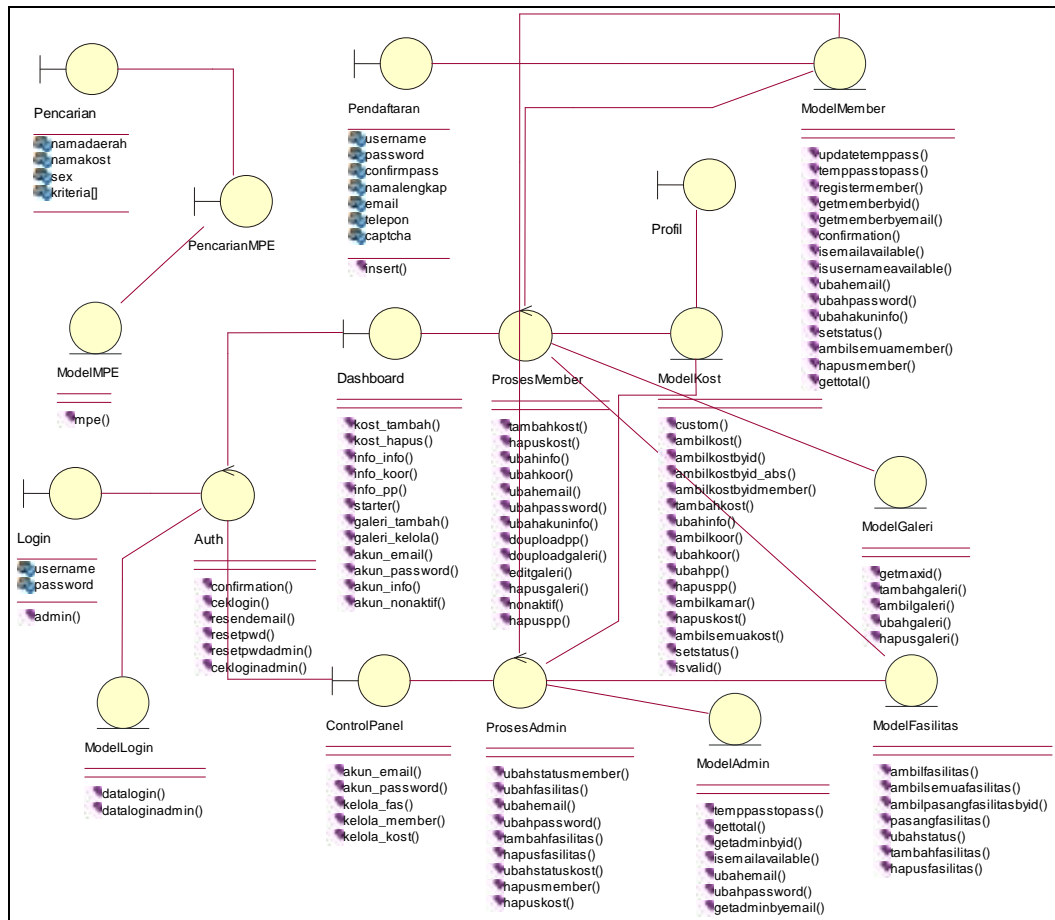 Pencarian
namadaerah
namakost
sex
kriteria[]
PencarianMPE
ModelMPE
mpe()
Pendaftaran
username
password
confirmpass
namalengkap
email
telepon
captcha
insert()
Profil
ModelMember
updatetemppass()
temppasstopass()
registermember()
getmemberbyid()
getmemberbyemail()
confirmation()
isemailavailable()
isusernameavailable()
ubahemail()
ubahpassword()
ubahakuninfo()
setstatus()
ambilsemuamember()
hapusmember()
gettotal()
Dashboard
kost_tambah()
kost_hapus()
info_info()
info_koor()
info_pp()
starter()
galeri_tambah()
galeri_kelola()
akun_email()
akun_password()
akun_info()
akun_nonaktif()
ProsesMember
tambahkost()
hapuskost()
ubahinfo()
ubahkoor()
ubahemail()
ubahpassword()
ubahakuninfo()
douploadpp()
douploadgaleri()
editgaleri()
hapusgaleri()
nonaktif()
hapuspp()
ModelKost
custom()
ambilkost()
ambilkostbyid()
ambilkostbyid_abs()
ambilkostbyidmember()
tambahkost()
ubahinfo()
ambilkoor()
ubahkoor()
ubahpp()
hapuspp()
ambilkamar()
hapuskost()
ambilsemuakost()
setstatus()
isvalid()
ModelGaleri
getmaxid()
tambahgaleri()
ambilgaleri()
ubahgaleri()
hapusgaleri()
Login
username
password
admin()
Auth
confirmation()
ceklogin()
resendemail()
resetpwd()
resetpwdadmin()
cekloginadmin()
ModelLogin
datalogin()
dataloginadmin()
ControlPanel
akun_email()
akun_password()
kelola_fas()
kelola_member()
kelola_kost()
ProsesAdmin
ubahstatusmember()
ubahfasilitas()
ubahemail()
ubahpassword()
tambahfasilitas()
hapusfasilitas()
ubahstatuskost()
hapusmember()
hapuskost()
ModelAdmin
temppasstopass()
gettotal()
getadminbyid()
isemailavailable()
ubahemail()
ubahpassword()
getadminbyemail()
ModelFasilitas
ambilfasilitas()
ambilsemuafasilitas()
ambilpasangfasilitasbyid()
pasangfasilitas()
ubahstatus()
tambahfasilitas()
hapusfasilitas()